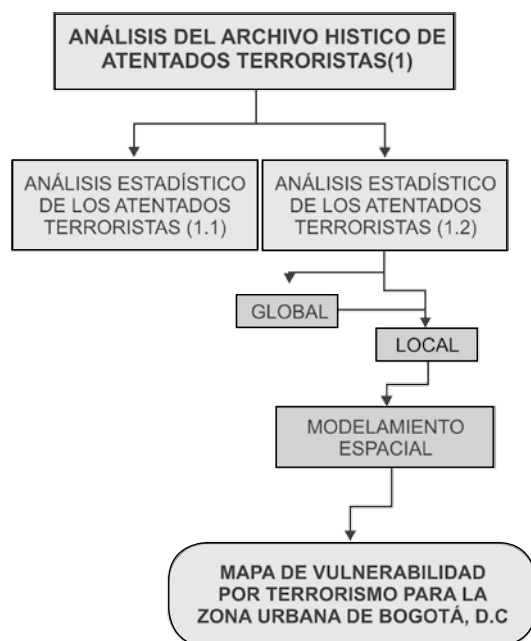 ANÁLISIS DEL ARCHIVO HISTICO DE
ATENTADOS TERRORISTAS(1)
ANÁLISIS ESTADÍSTICO
DE LOS ATENTADOS
TERRORISTAS (1.1)
ANÁLISIS ESTADÍSTICO
DE LOS ATENTADOS
TERRORISTAS (1.2)
GLOBAL
LOCAL
MODELAMIENTO
ESPACIAL
MAPA DE VULNERABILIDAD
POR TERRORISMO PARA LA
ZONA URBANA DE BOGOTÁ, D.C